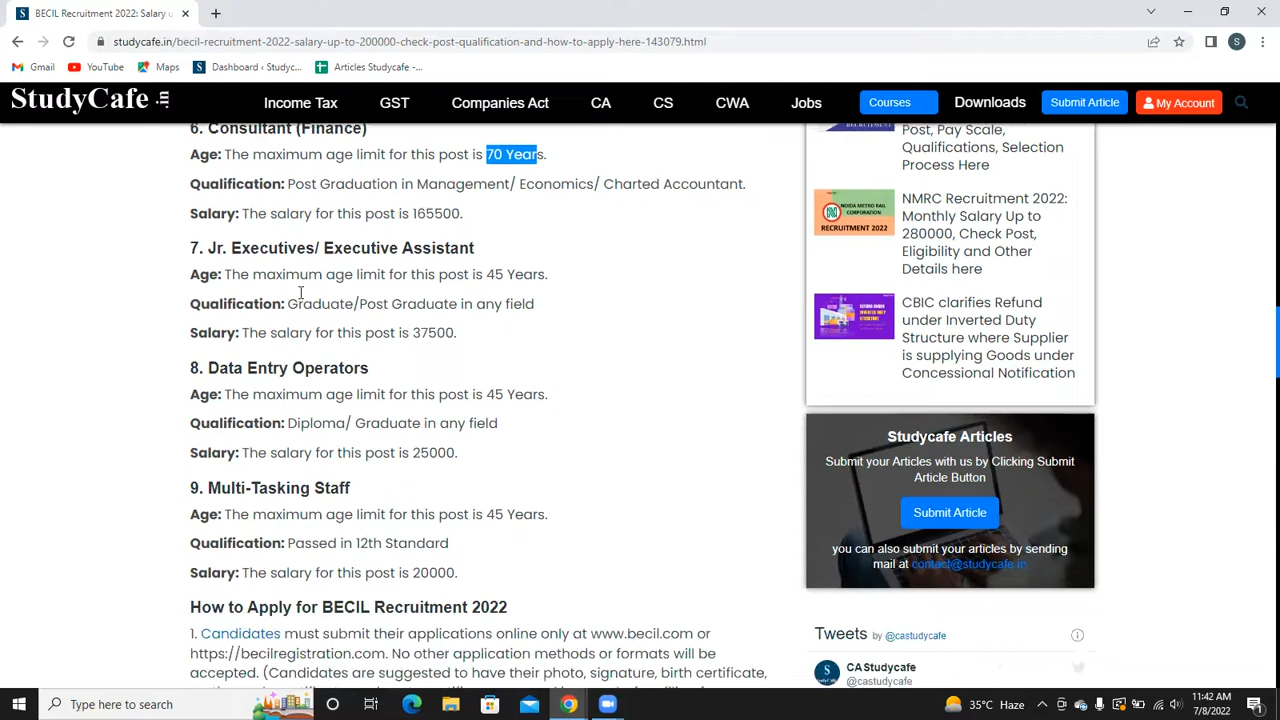 BECIL Recruitment 2022: Salary u
studycafe.in/becil-recruitment-2022-salary-up-to-200000-check-post-qualification-and-how-to-apply-here-143079.html
S
Gmail
YouTube
Maps
Dashboard ‹ Studyc...
Articles Studycafe -...
StudyCafe .in
Income Tax
GST
Companies Act
CA
CS
CWA
Jobs
Courses
Downloads
Submit Article
My Account
6. Consultant (Finance)
Age: The maximum age limit for this post is 70 Years.
Qualification: Post Graduation in Management/ Economics/ Charted Accountant.
Salary: The salary for this post is 165500.
7. Jr. Executives/ Executive Assistant
Age: The maximum age limit for this post is 45 Years.
Qualification: Graduate/Post Graduate in any field
Salary: The salary for this post is 37500.
8. Data Entry Operators
Age: The maximum age limit for this post is 45 Years.
Qualification: Diploma/ Graduate in any field
Salary: The salary for this post is 25000.
9. Multi-Tasking Staff
Age: The maximum age limit for this post is 45 Years.
Qualification: Passed in 12th Standard
Salary: The salary for this post is 20000.
How to Apply for BECIL Recruitment 2022
1. Candidates must submit their applications online only at www.becil.com or
https://becilregistration.com. No other application methods or formats will be
accepted. (Candidates are suggested to have their photo, signature, birth certificate,
Post, Pay Scale,
Qualifications, Selection
Process Here
NOIDA METRO RAIL
CORPORATION
RECRUITMENT 2022
NMRC Recruitment 2022:
Monthly Salary Up to
280000, Check Post,
Eligibility and Other
Details here
CBIC clarifies Refund
under Inverted Duty
Structure where Supplier
is supplying Goods under
Concessional Notification
Studycafe Articles
Submit your Articles with us by Clicking Submit
Article Button
Submit Article
you can also submit your articles by sending
mail at contact@studycafe.in
Tweets by @castudycafe
CA Studycafe
@castudycafe
Type here to search
35°C Haze
11:42 AM
7/8/2022